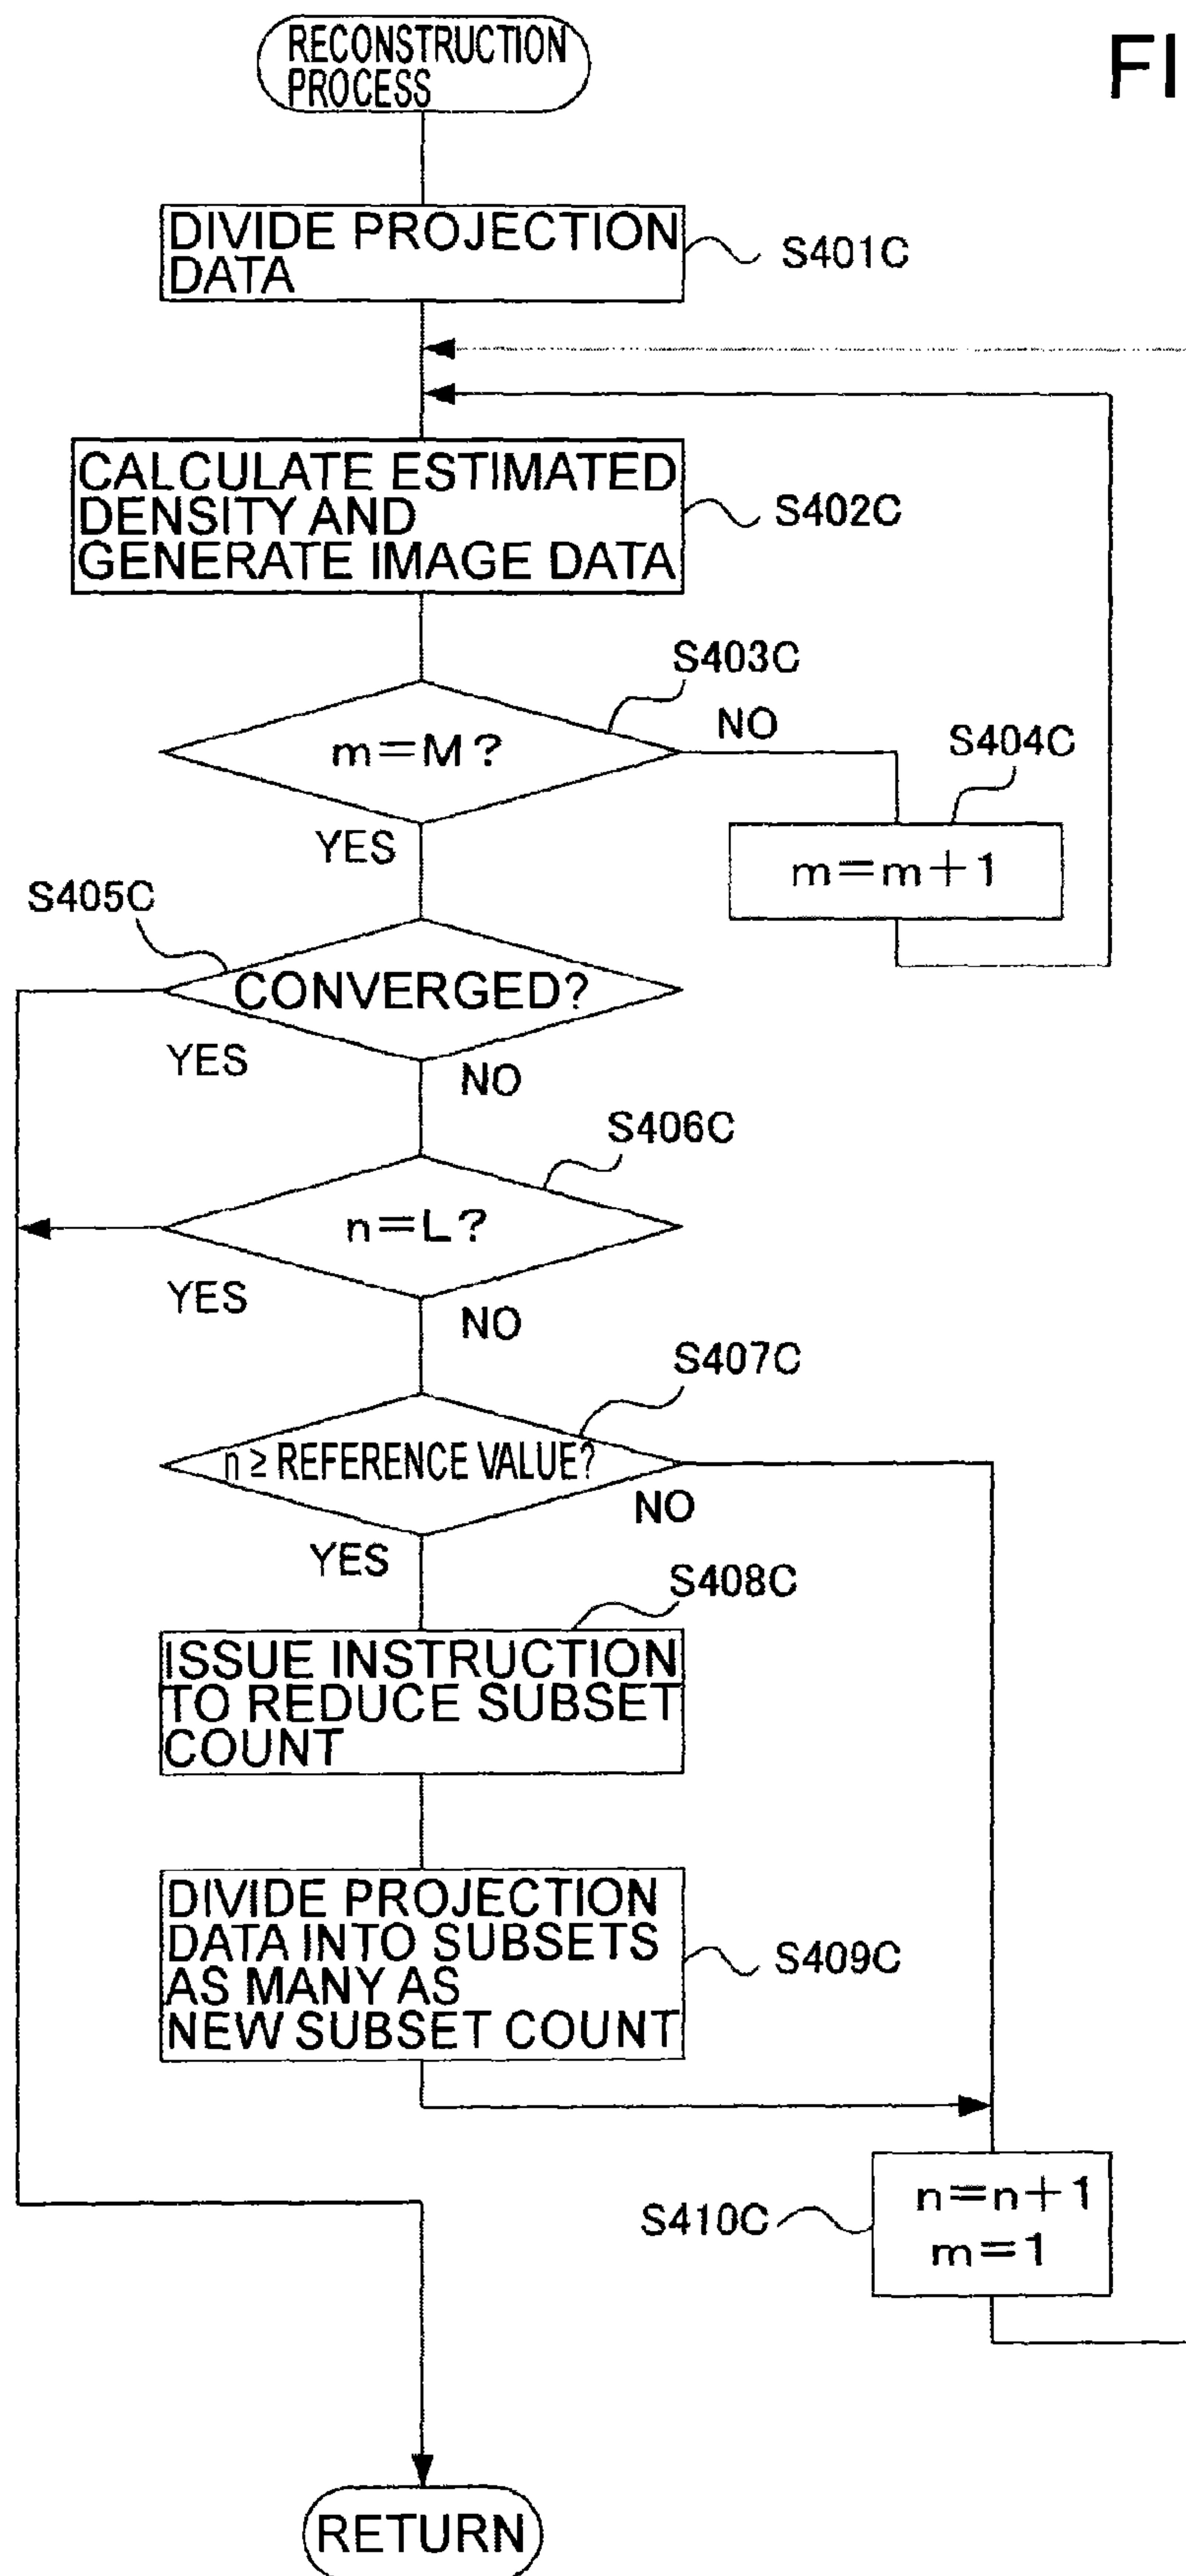 RECONSTRUCTION
PROCESS
FI
DIVIDE PROJECTION
DATA
S401C
CALCULATE ESTIMATED
DENSITY AND
GENERATE IMAGE DATA
S402C
S403C
m=M?
NO
S404C
m=m+1
YES
S405C
CONVERGED?
YES
NO
S406C
n=L?
YES
NO
S407C
n ≥ REFERENCE VALUE?
NO
YES
S408C
ISSUE INSTRUCTION
TO REDUCE SUBSET
COUNT
DIVIDE PROJECTION
DATA INTO SUBSETS
AS MANY AS
NEW SUBSET COUNT
S409C
S410C
n=n+1
m=1
RETURN